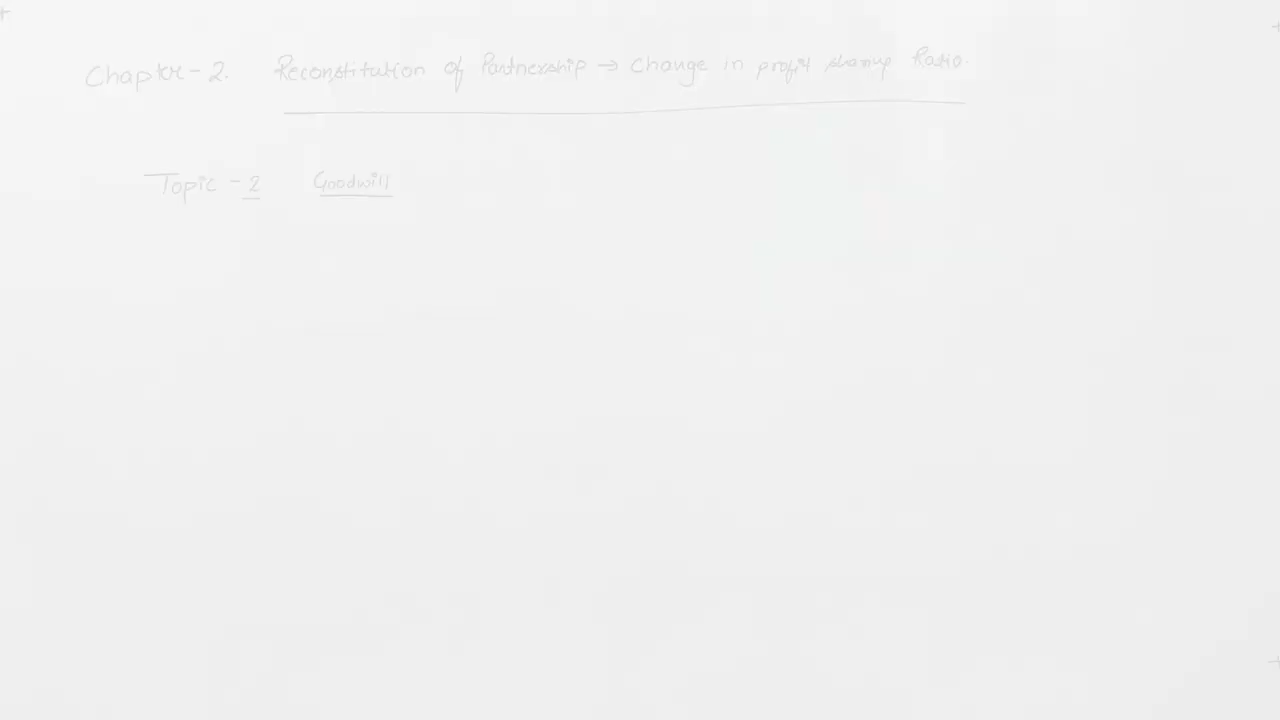 Chapter - 2. Reconstitution of Partnership → Change in profit sharing Ratio.
Topic - 2 Goodwill